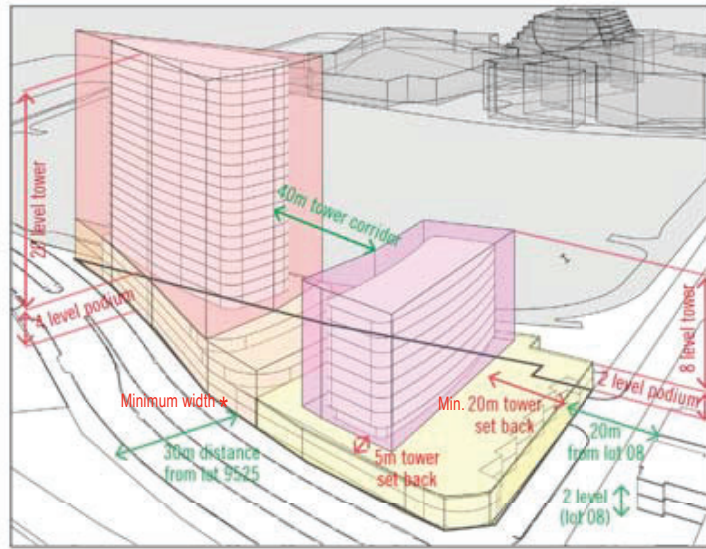 level tower
4 level podium
40m tower corridor
8 level tower
2 level podium
Minimum width *
30m distance
from lot 9525
5m tower
set back
Min. 20m tower
set back
20m
from lot 08
2 level
(lot 08)